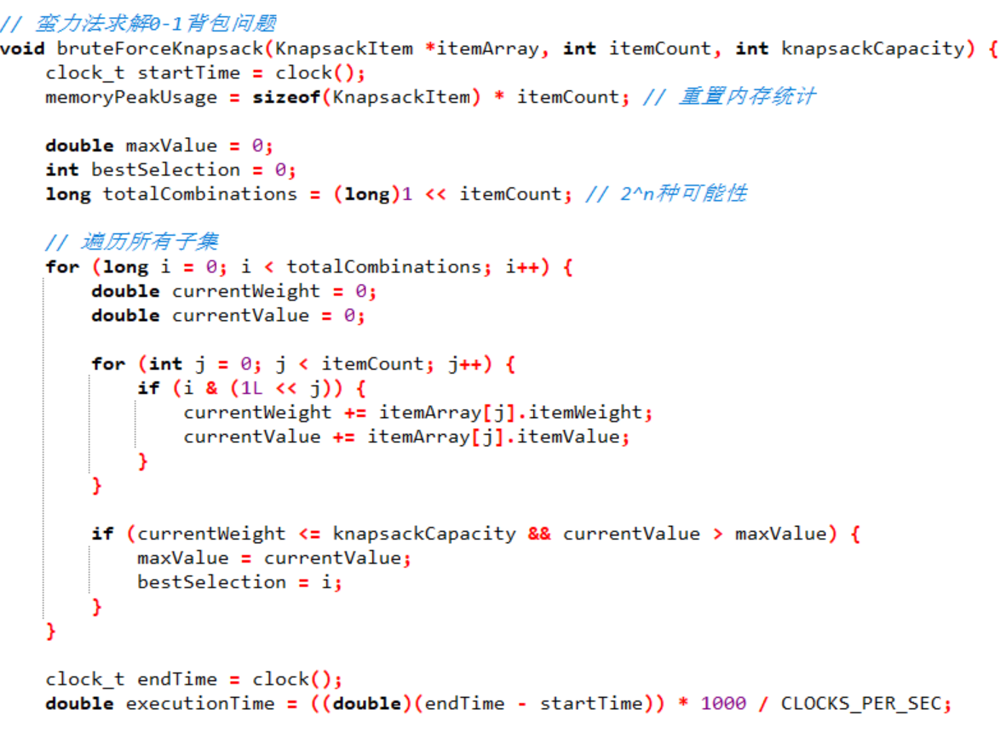 // 蛮力法求解0-1背包问题
void bruteForceKnapsack(KnapsackItem *itemArray, int itemCount, int knapsackCapacity) {
    clock_t startTime = clock();
    memoryPeakUsage = sizeof(KnapsackItem) * itemCount; // 重置内存统计

    double maxValue = 0;
    int bestSelection = 0;
    long totalCombinations = (long)1 << itemCount; // 2^n种可能性

    // 遍历所有子集
    for (long i = 0; i < totalCombinations; i++) {
        double currentWeight = 0;
        double currentValue = 0;

        for (int j = 0; j < itemCount; j++) {
            if (i & (1L << j)) {
                currentWeight += itemArray[j].itemWeight;
                currentValue += itemArray[j].itemValue;
            }
        }

        if (currentWeight <= knapsackCapacity && currentValue > maxValue) {
            maxValue = currentValue;
            bestSelection = i;
        }
    }

    clock_t endTime = clock();
    double executionTime = ((double)(endTime - startTime)) * 1000 / CLOCKS_PER_SEC;